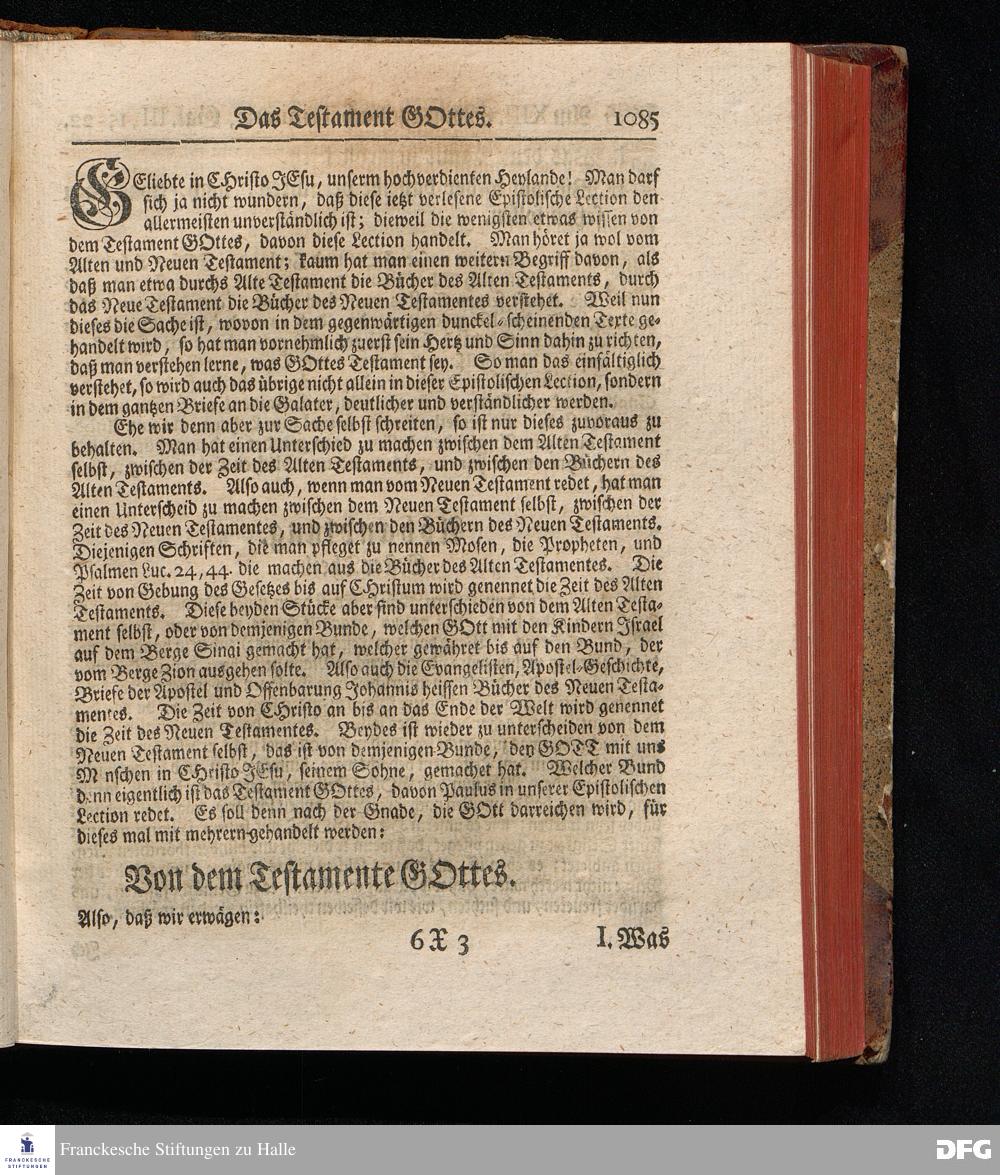 Das Testament GOttes. 1085
GEliebte in CHristo JEsu, unserm hochverdienten Heylande! Man darf
sich ja nicht wundern, daß diese jetzt verlesene Epistolische Lection den
allermeisten unverständlich ist; dieweil die wenigsten etwas wissen von
dem Testament GOttes, davon diese Lection handelt. Man höret ja wol vom
Alten und Neuen Testament; kaum hat man einen weitern Begriff davon, als
daß man etwa durchs Alte Testament die Bücher des Alten Testaments, durch
das Neue Testament die Bücher des Neuen Testamentes verstehet. Weil nun
dieses die Sache ist, wovon in dem gegenwärtigen dunckel-scheinenden Texte ge-
handelt wird, so hat man vornehmlich zuerst sein Hertz und Sinn dahin zu richten,
daß man verstehen lerne, was GOttes Testament sey. So man das einfältiglich
verstehet, so wird auch das übrige nicht allein in dieser Epistolischen Lection, sondern
in dem gantzen Briefe an die Galater, deutlicher und verständlicher werden.
Ehe wir denn aber zur Sache selbst schreiten, so ist nur dieses zuvoraus zu
behalten. Man hat einen Unterschied zu machen zwischen dem Alten Testament
selbst, zwischen der Zeit des Alten Testaments, und zwischen den Büchern des
Alten Testaments. Also auch, wenn man vom Neuen Testament redet, hat man
einen Unterscheid zu machen zwischen dem Neuen Testament selbst, zwischen der
Zeit des Neuen Testamentes, und zwischen den Büchern des Neuen Testaments.
Diejenigen Schriften, die man pfleget zu nennen Mosen, die Propheten, und
Psalmen Luc. 24, 44. die machen aus die Bücher des Alten Testamentes. Die
Zeit von Gebung des Gesetzes bis auf CHristum wird genennet die Zeit des Alten
Testaments. Diese beyden Stücke aber sind unterschieden von dem Alten Testa-
ment selbst, oder von demjenigen Bunde, welchen GOtt mit den Kindern Israel
auf dem Berge Sinai gemacht hat, welcher gewähret bis auf den Bund, der
vom Berge Zion ausgehen solte. Also auch die Evangelisten, Apostel-Geschichte,
Briefe der Apostel und Offenbarung Johannis heissen Bücher des Neuen Testa-
mentes. Die Zeit von CHristo an bis an das Ende der Welt wird genennet
die Zeit des Neuen Testamentes. Beydes ist wieder zu unterscheiden von dem
Neuen Testament selbst, das ist von demjenigen Bunde, den GOTT mit uns
M nschen in CHristo JEsu, seinem Sohne, gemachet hat. Welcher Bund
denn eigentlich ist das Testament GOttes, davon Paulus in unserer Epistolischen
Lection redet. Es soll denn nach der Gnade, die GOtt darreichen wird, für
dieses mal mit mehrern gehandelt werden:
Von dem Testamente GOttes.
Also, daß wir erwägen:
6X 3 I. Was
FRANCKESCHE
STIFTUNGEN
Franckesche Stiftungen zu Halle
DFG